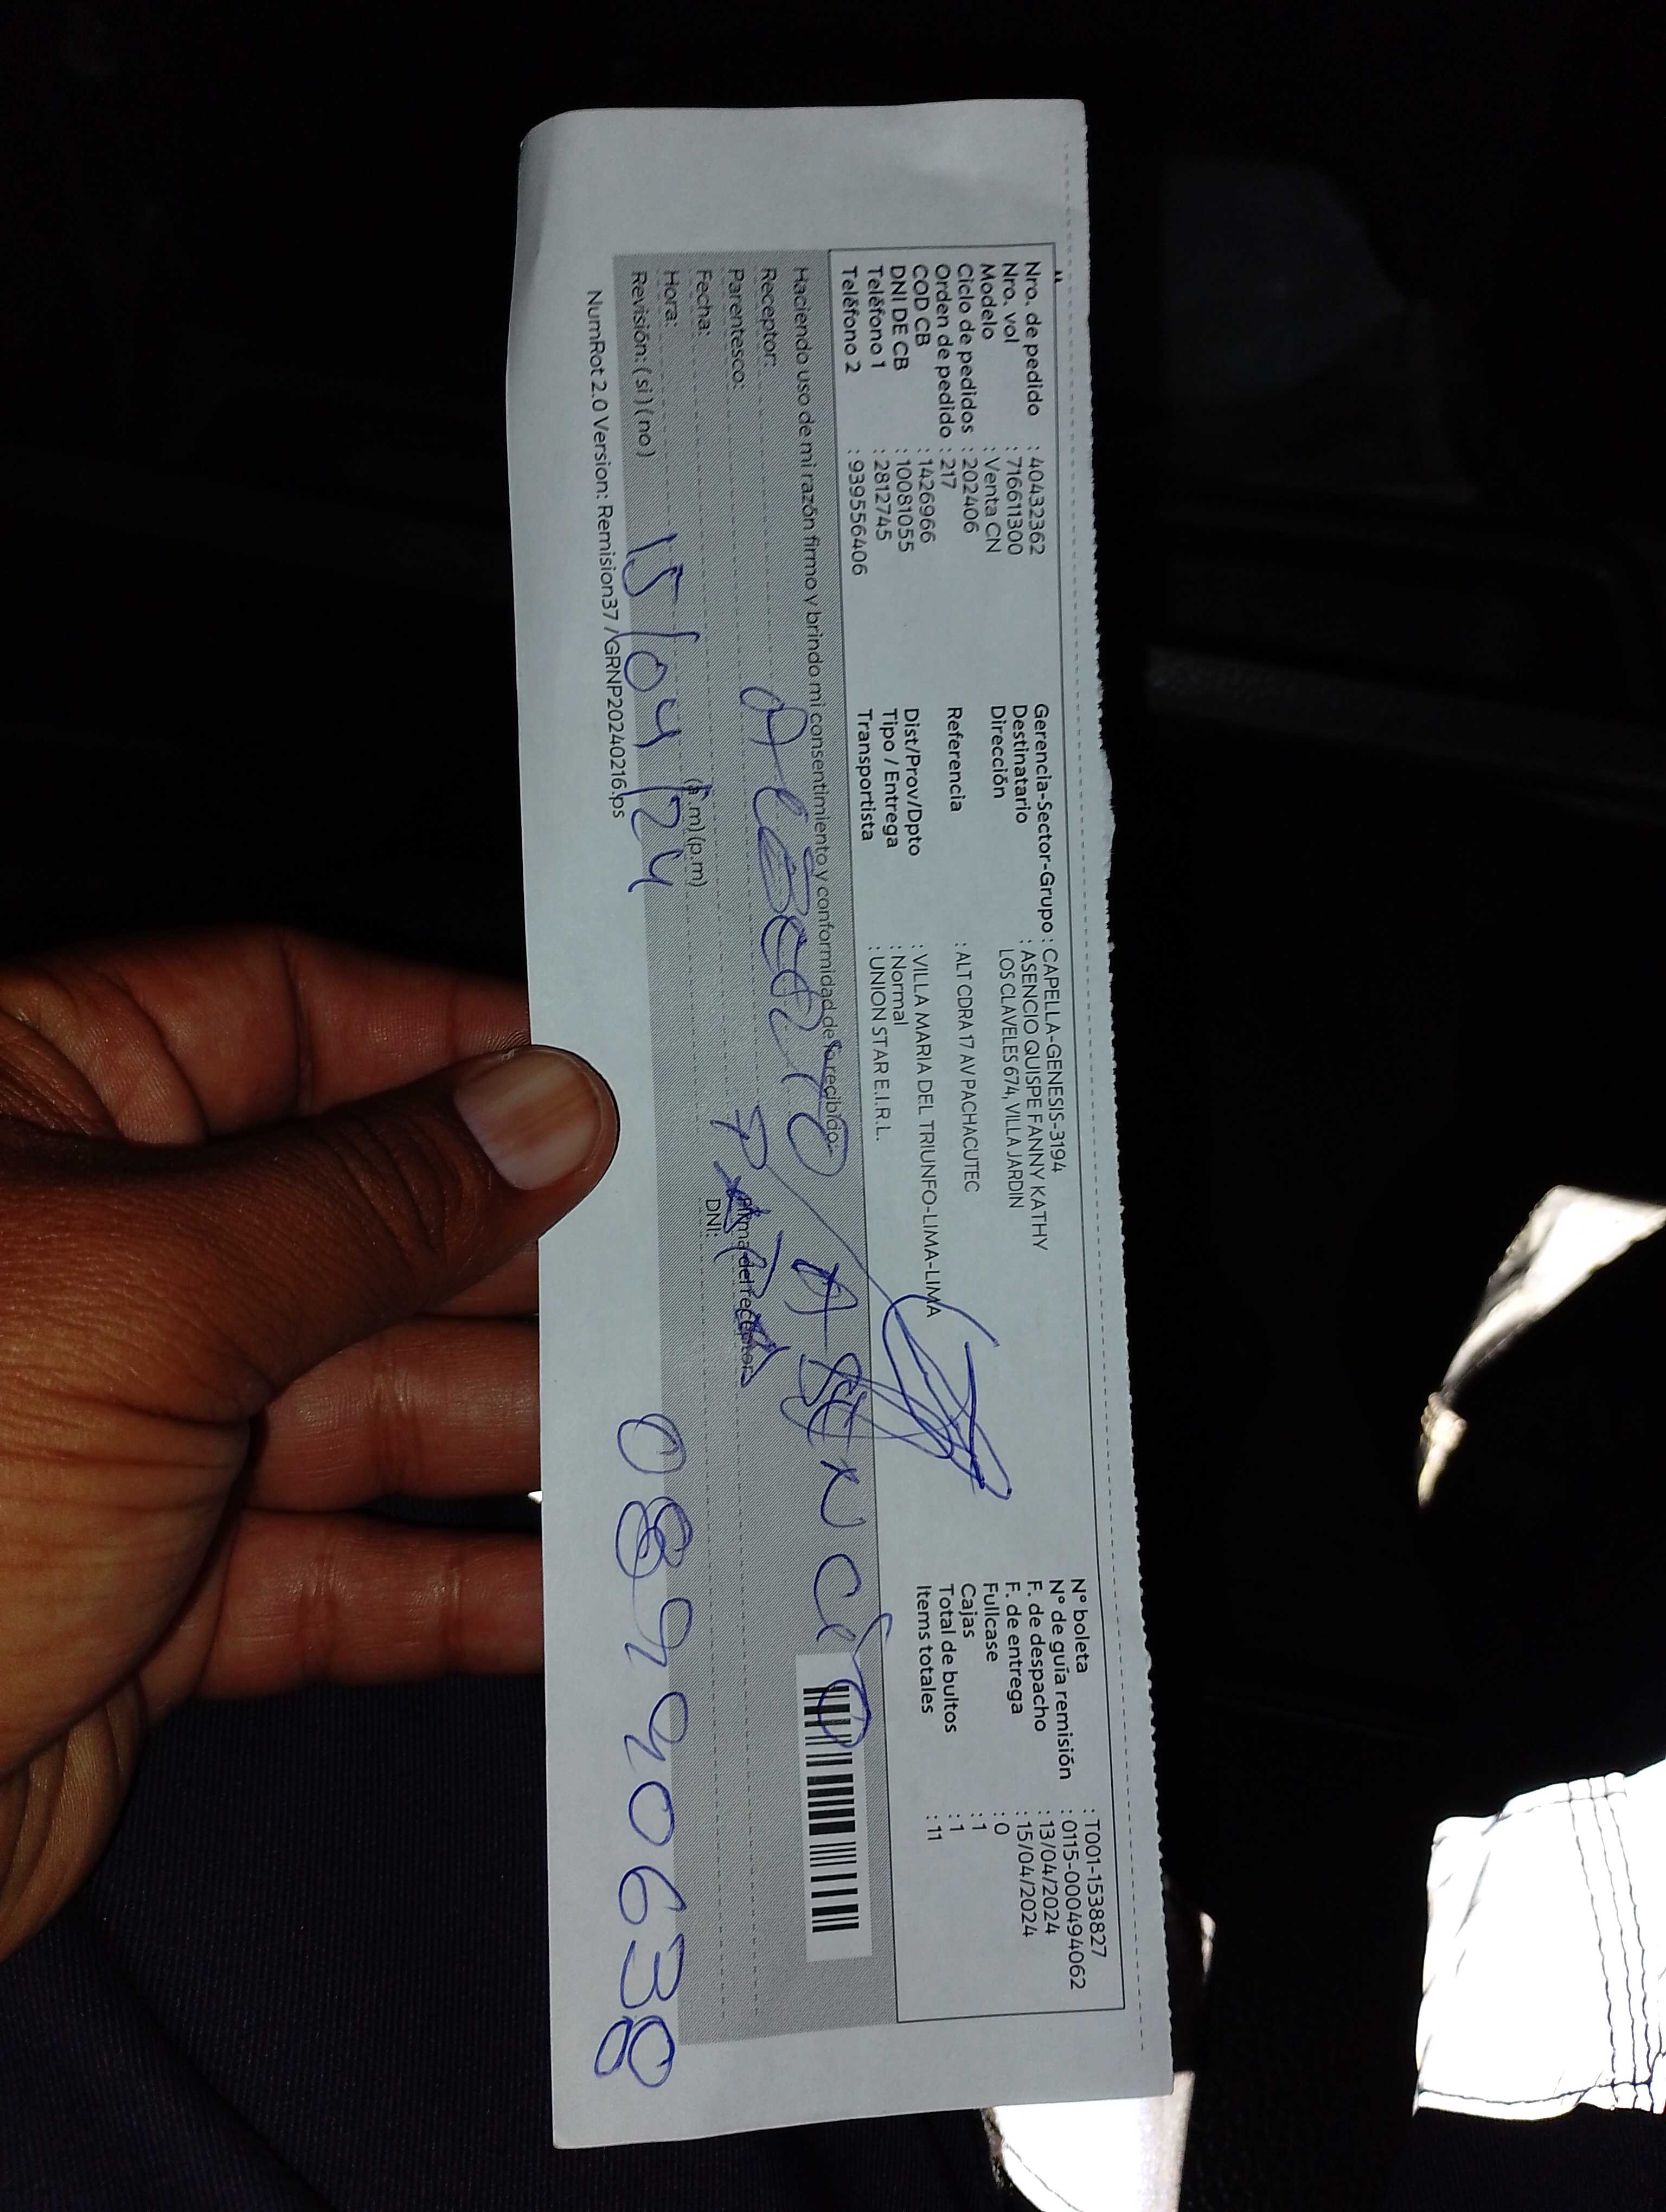 Nro. de pedido : 40432362
Nro. vol : 71661300
Modelo : Venta CN
Ciclo de pedidos : 202406
Orden de pedido : 217
COD CB : 1426966
DNI DE CB : 10081055
Teléfono 1 : 2812745
Teléfono 2 : 939556406
Gerencia-Sector-Grupo : CAPELLA-GENESIS-3194
Destinatario : ASENCIO QUISPE FANNY KATHY
Dirección LOS CLAVELES 674, VILLA JARDIN
Referencia : ALT CDRA 17 AV PACHACUTEC
Dist/Prov/Dpto : VILLA MARIA DEL TRIUNFO-LIMA-LIMA
Tipo / Entrega : Normal
Transportista : UNION STAR E.I.R.L.
N° boleta : T001-1538827
N° de guía remisión : 0115-000494062
F. de despacho : 13/04/2024
F. de entrega : 15/04/2024
Fullcase : 0
Cajas : 1
Total de bultos : 1
Items totales : 11
Haciendo uso de mi razón firmo y brindo mi consentimiento y conformidad de lo recibido
Receptor: ASENCIO
Parentesco:
Firma del receptor
Fecha: DNI:
Hora: (a.m) (p.m)
Revisión: (si) (no) 15/04/24 08990638
NumRot 2.0 Version: Remision37 /GRNP20240216.ps